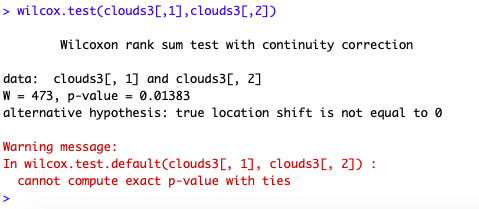 > wilcox.test(clouds3[,1],clouds3[,2])
Wilcoxon rank sum test with continuity correction
data:  clouds3[, 1] and clouds3[, 2]
W = 473, p-value = 0.01383
alternative hypothesis: true location shift is not equal to 0
Warning message:
In wilcox.test.default(clouds3[, 1], clouds3[, 2]) :
  cannot compute exact p-value with ties
>